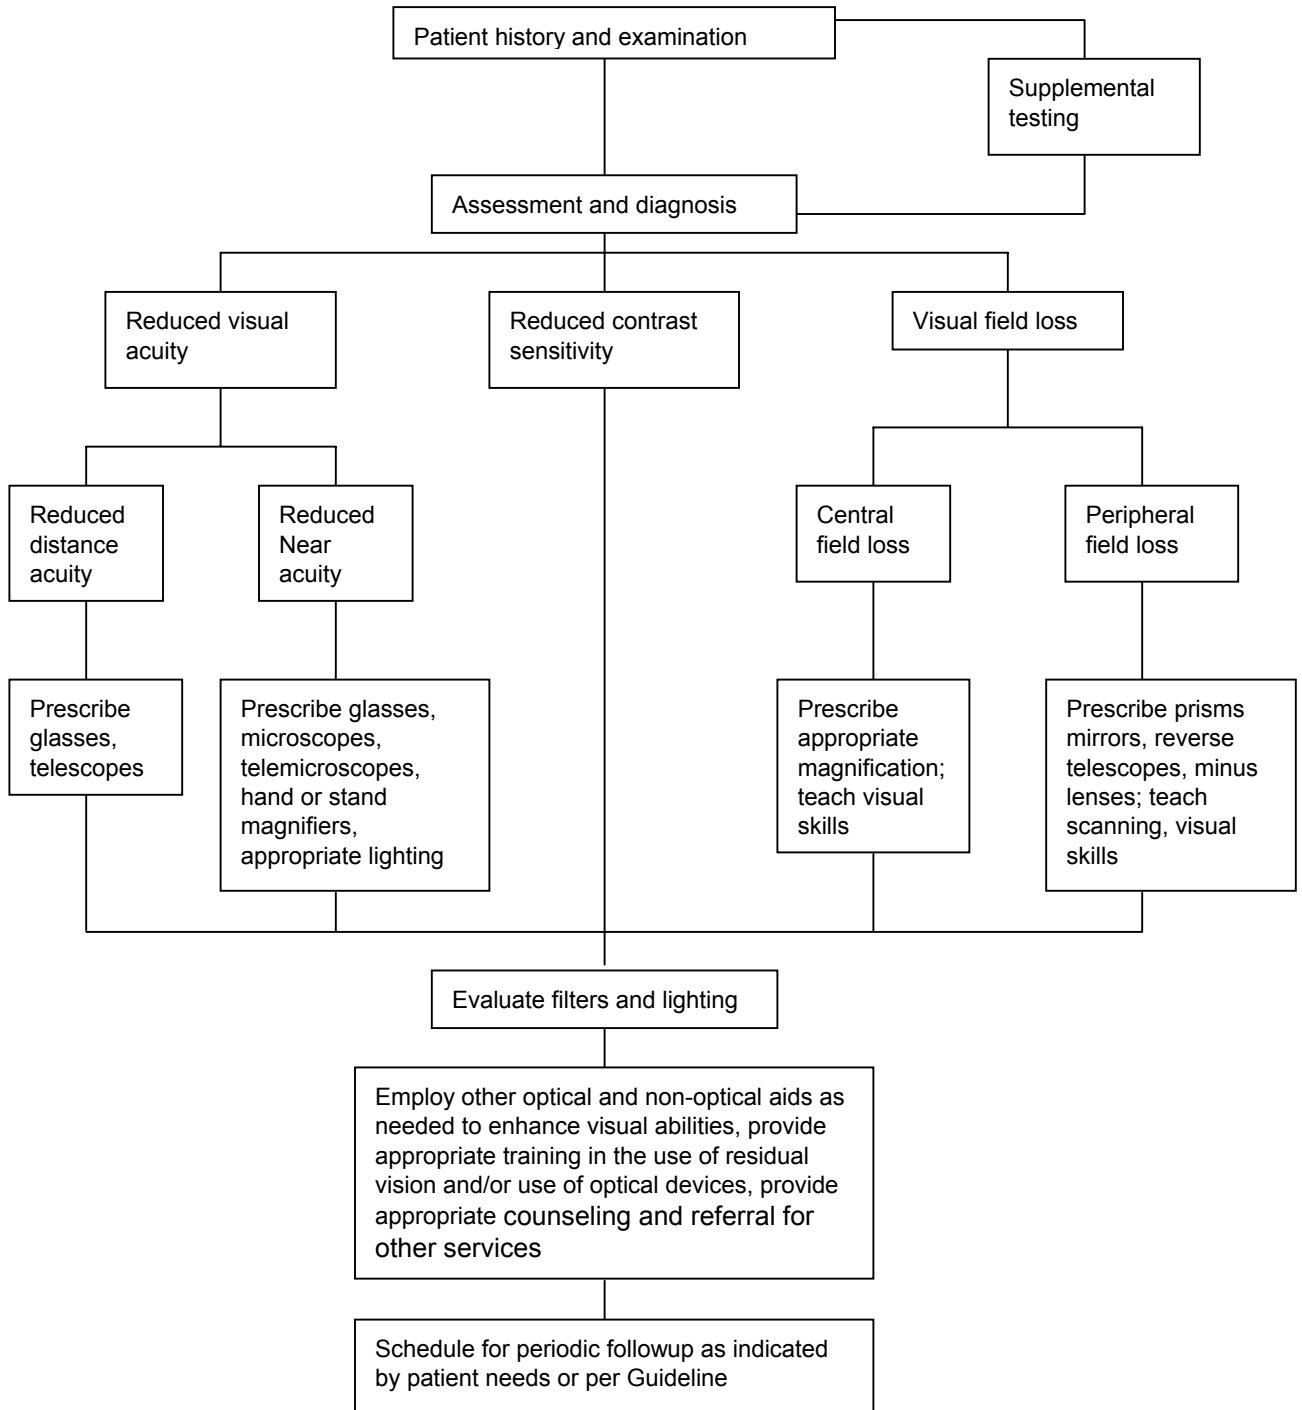 Patient history and examination
Supplemental
testing
Assessment and diagnosis
Reduced visual
acuity
Reduced contrast
sensitivity
Visual field loss
Reduced
distance
acuity
Reduced
Near
acuity
Central
field loss
Peripheral
field loss
Prescribe
glasses,
telescopes
Prescribe glasses,
microscopes,
telemicroscopes,
hand or stand
magnifiers,
appropriate lighting
Prescribe
appropriate
magnification;
teach visual
skills
Prescribe prisms
mirrors, reverse
telescopes, minus
lenses; teach
scanning, visual
skills
Evaluate filters and lighting
Employ other optical and non-optical aids as
needed to enhance visual abilities, provide
appropriate training in the use of residual
vision and/or use of optical devices, provide
appropriate counseling and referral for
other services
Schedule for periodic followup as indicated
by patient needs or per Guideline